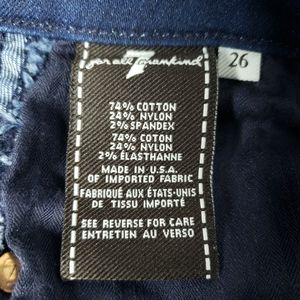 7
for all mankind
26
74% COTTON
24% NYLON
2% SPANDEX
74% COTON
24% NYLON
2% ÉLASTHANNE
MADE IN U.S.A.
OF IMPORTED FABRIC
FABRIQUÉ AUX ÉTATS-UNIS
DE TISSU IMPORTÉ
SEE REVERSE FOR CARE
ENTRETIEN AU VERSO